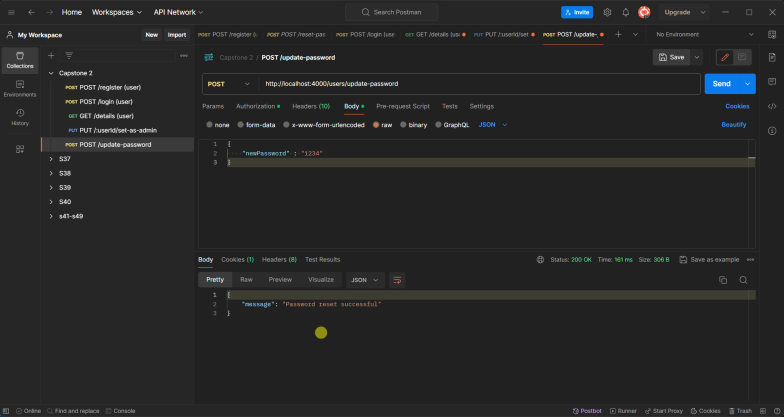 Home Workspaces API Network Search Postman Invite Upgrade
My Workspace New Import POST POST /register (u POST POST /reset-pas POST POST /login (use GET GET /details (us PUT PUT /:userId/set POST POST /update- No Environment
Collections
Environments
History
Capstone 2
POST POST /register (user)
POST POST /login (user)
GET GET /details (user)
PUT PUT /:userId/set-as-admin
POST POST /update-password
S37
S38
S39
S40
s41-s49
Capstone 2 / POST /update-password Save
POST http://localhost:4000/users/update-password Send
Params Authorization Headers (10) Body Pre-request Script Tests Settings Cookies
none form-data x-www-form-urlencoded raw binary GraphQL JSON Beautify
1 {
2 "newPassword" : "1234"
3 }
Body Cookies (1) Headers (8) Test Results Status: 200 OK Time: 161 ms Size: 306 B Save as example
Pretty Raw Preview Visualize JSON
1 {
2 "message": "Password reset successful"
3 }
Online Find and replace Console Postbot Runner Start Proxy Cookies Trash